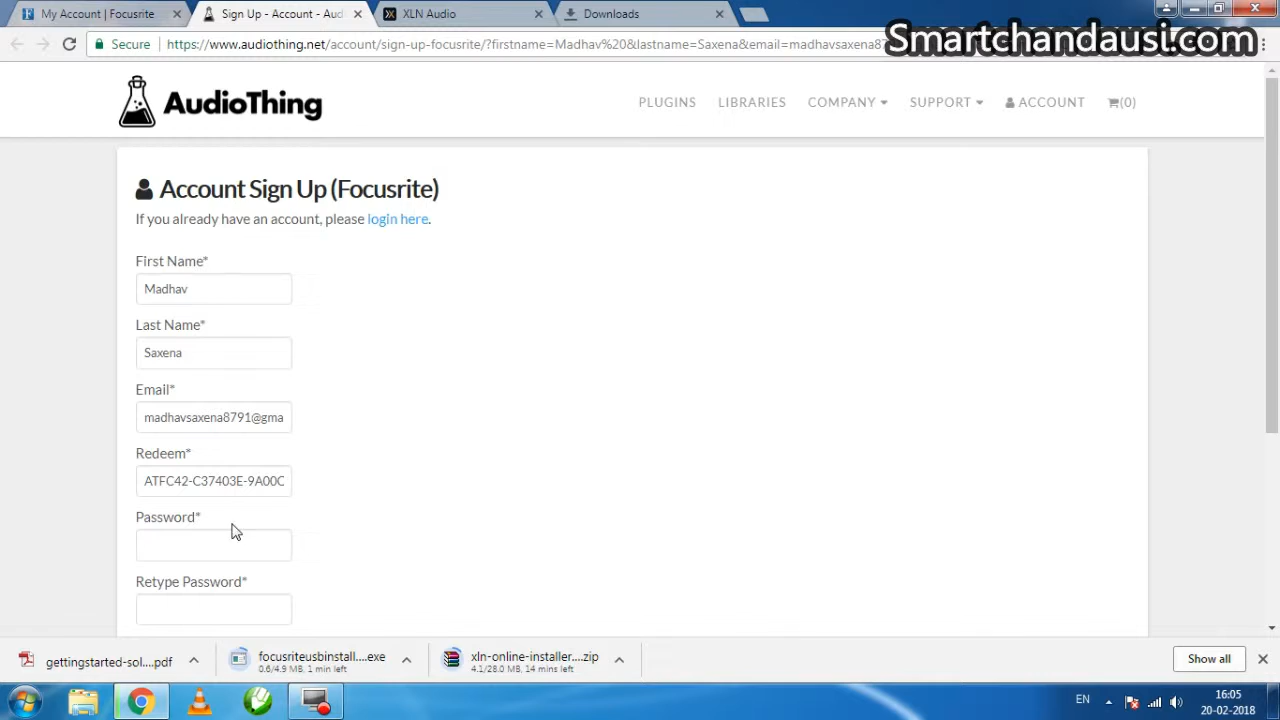 My Account | Focusrite
Sign Up - Account - Aud
XLN Audio
Downloads
Smartchandausi.com
Secure
https://www.audiothing.net/account/sign-up-focusrite/?firstname=Madhav%20&lastname=Saxena&email=madhavsaxena87
AudioThing
PLUGINS
LIBRARIES
COMPANY
SUPPORT
ACCOUNT
(0)
Account Sign Up (Focusrite)
If you already have an account, please login here.
First Name*
Madhav
Last Name*
Saxena
Email*
madhavsaxena8791@gma
Redeem*
ATFC42-C37403E-9A00C
Password*
Retype Password*
gettingstarted-sol....pdf
focusriteusbinstall....exe
0.6/4.9 MB, 1 min left
xln-online-installer....zip
4.1/28.0 MB, 14 mins left
Show all
EN
16:05
20-02-2018